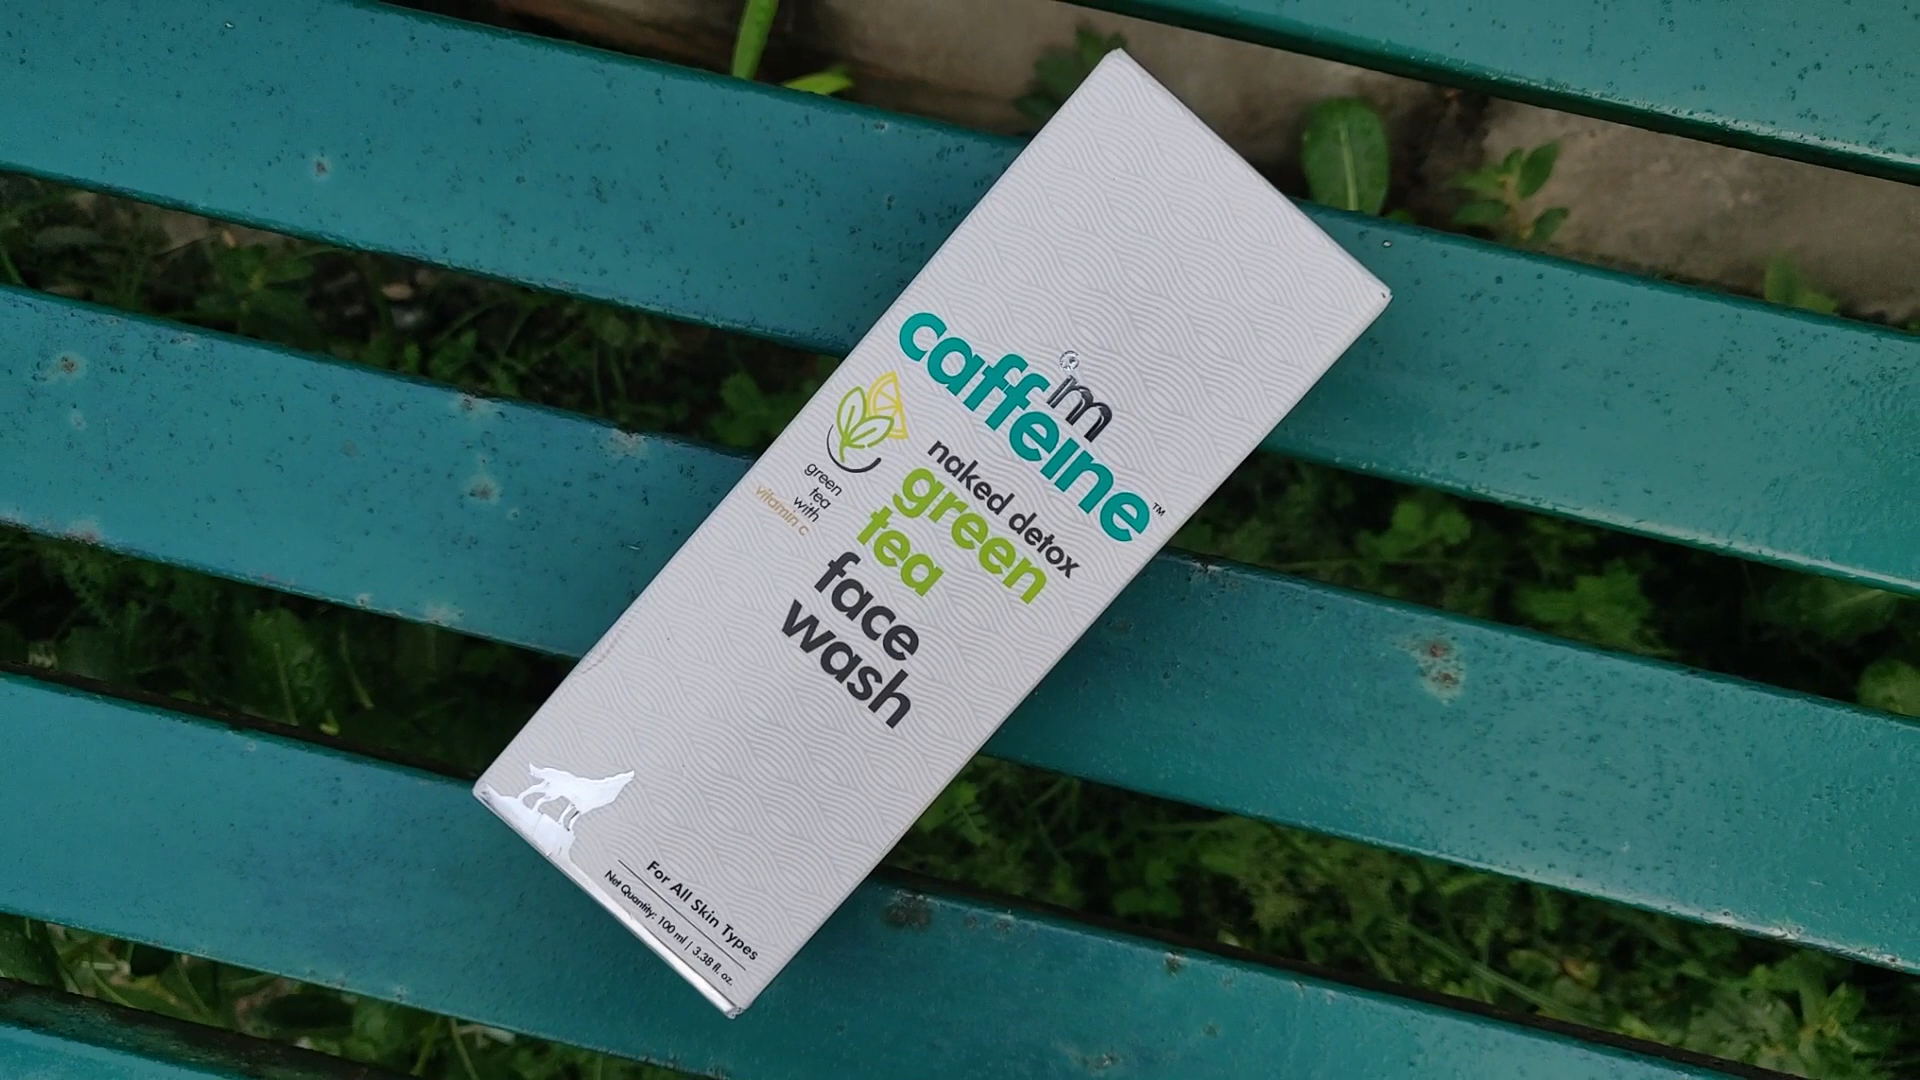 i'm
caffeine™
naked detox
green
tea
face
wash
green
tea
with
vitamin c
For All Skin Types
Net Quantity: 100 ml | 3.38 fl. oz.